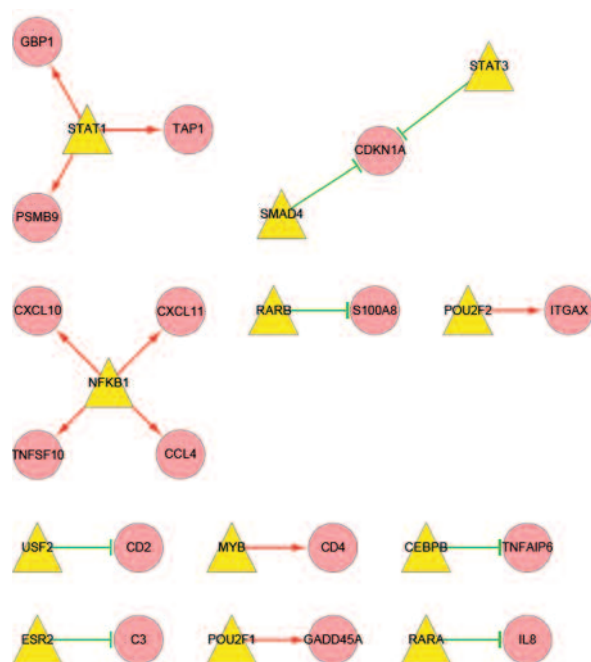 GBP1
STAT3
STAT1
TAP1
CDKN1A
PSMB9
SMAD4
CXCL10
CXCL11
RARB
S100A8
POU2F2
ITGAX
NFKB1
TNFSF10
CCL4
USF2
CD2
MYB
CD4
CEBPB
TNFAIP6
ESR2
C3
POU2F1
GADD45A
RARA
IL8